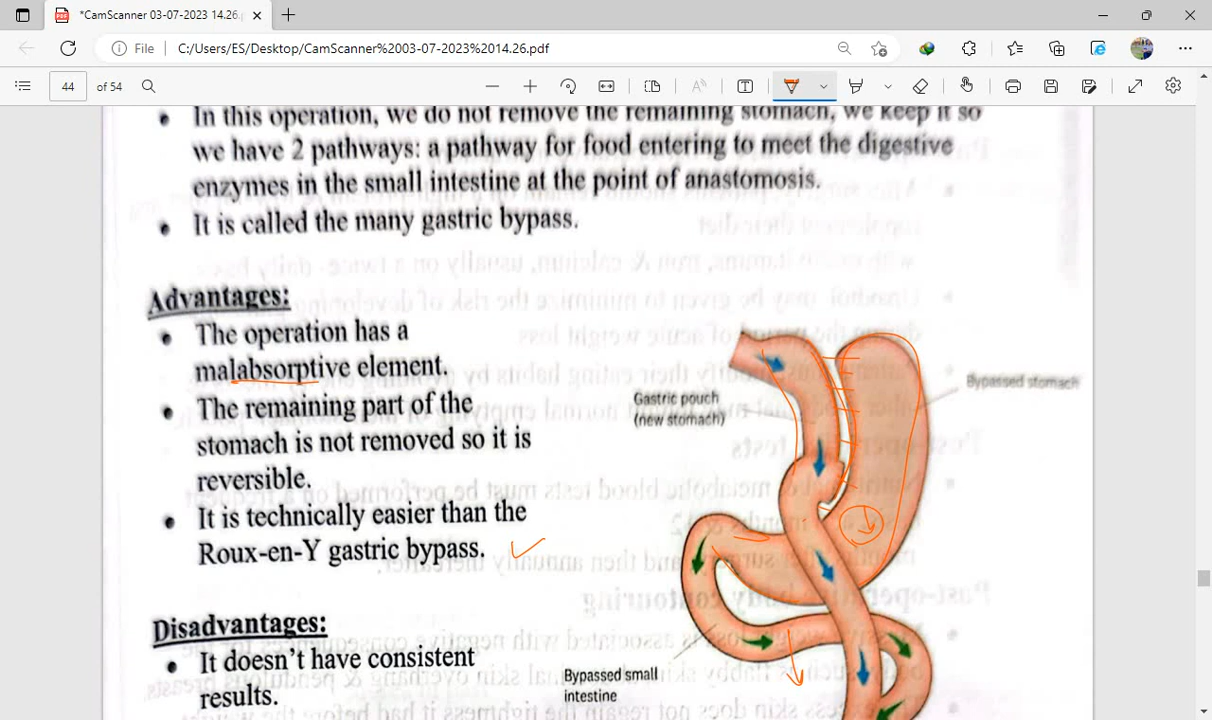 *CamScanner 03-07-2023 14.26.p
File
C:/Users/ES/Desktop/CamScanner%2003-07-2023%2014.26.pdf
44
of 54
In this operation, we do not remove the remaining stomach, we keep it so
we have 2 pathways: a pathway for food entering to meet the digestive
enzymes in the small intestine at the point of anastomosis.
It is called the many gastric bypass.
Advantages:
The operation has a
malabsorptive element.
The remaining part of the
stomach is not removed so it is
reversible.
It is technically easier than the
Roux-en-Y gastric bypass.
Disadvantages:
It doesn't have consistent
results.
Gastric pouch
(new stomach)
Bypassed stomach
Bypassed small
intestine